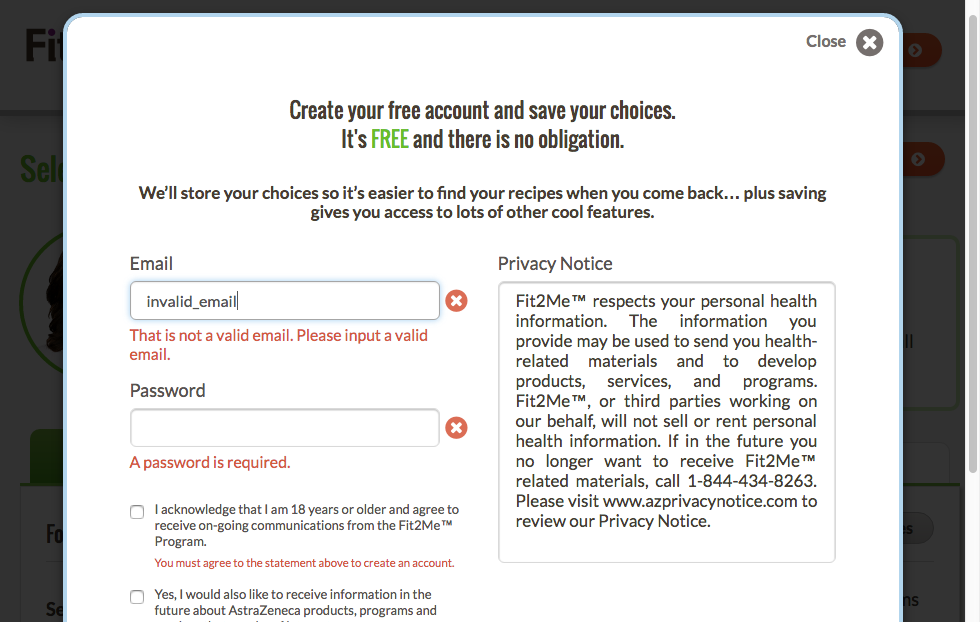 Fit
Close
Create your free account and save your choices.
It's FREE and there is no obligation.
We'll store your choices so it's easier to find your recipes when you come back… plus saving
gives you access to lots of other cool features.
Email
invalid_email
That is not a valid email. Please input a valid
email.
Password
A password is required.
I acknowledge that I am 18 years or older and agree to
receive on-going communications from the Fit2Me™
Program.
You must agree to the statement above to create an account.
Yes, I would also like to receive information in the
future about AstraZeneca products, programs and
Privacy Notice
Fit2Me™ respects your personal health
information. The information you
provide may be used to send you health-
related materials and to develop
products, services, and programs.
Fit2Me™, or third parties working on
our behalf, will not sell or rent personal
health information. If in the future you
no longer want to receive Fit2Me™
related materials, call 1-844-434-8263.
Please visit www.azprivacynotice.com to
review our Privacy Notice.